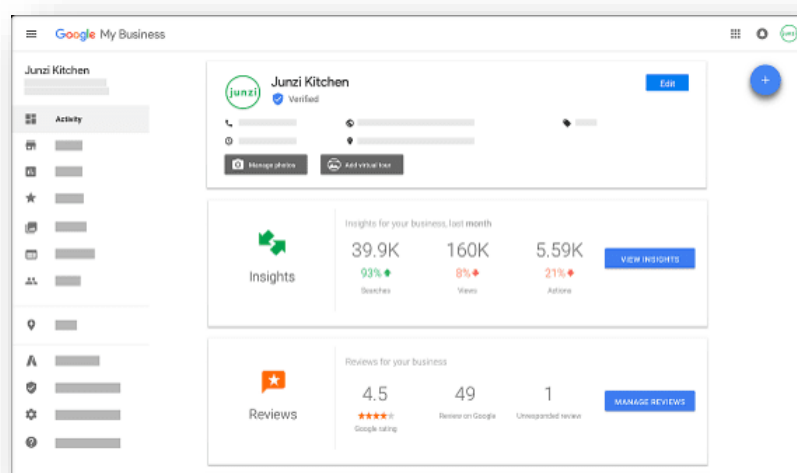 Google My Business
junzi
Junzi Kitchen
Junzi Kitchen
junzi
Verified
Edit
+
Activity
Manage photos
Add virtual tour
Insights for your business, last month
39.9K
160K
5.59K
93%
8%
21%
Searches
Views
Actions
Insights
VIEW INSIGHTS
Reviews for your business
4.5
49
1
Google rating
Review on Google
Unresponded review
Reviews
MANAGE REVIEWS